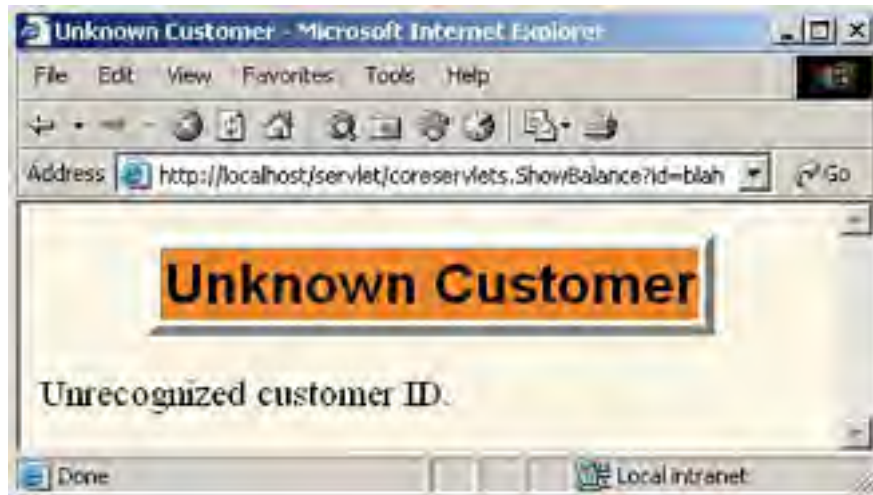 Unknown Customer - Microsoft Internet Explorer
File Edit View Favorites Tools Help
Address http://localhost/servlet/coreservlets.ShowBalance?id=blah Go
Unknown Customer
Unrecognized customer ID.
Done Local intranet